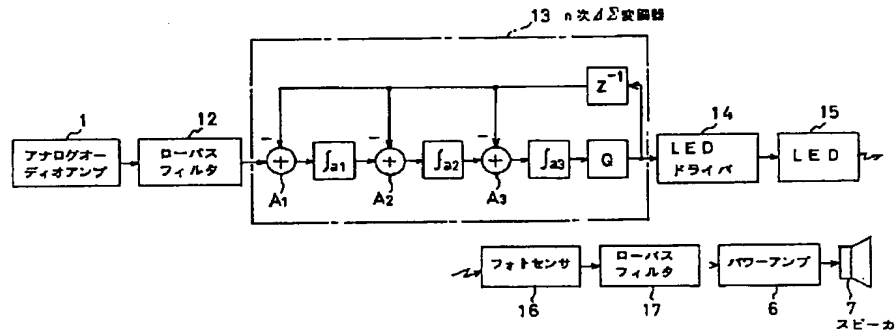 13 n次ΔΣ変調器
Z⁻¹
1
12
14
15
アナログオー
ディオアンプ
ローパス
フィルタ
−
+
A1
∫a1
−
+
A2
∫a2
−
+
A3
∫a3
Q
LED
ドライバ
LED
フォトセンサ
ローパス
フィルタ
パワーアンプ
16
17
6
7
スピーカ